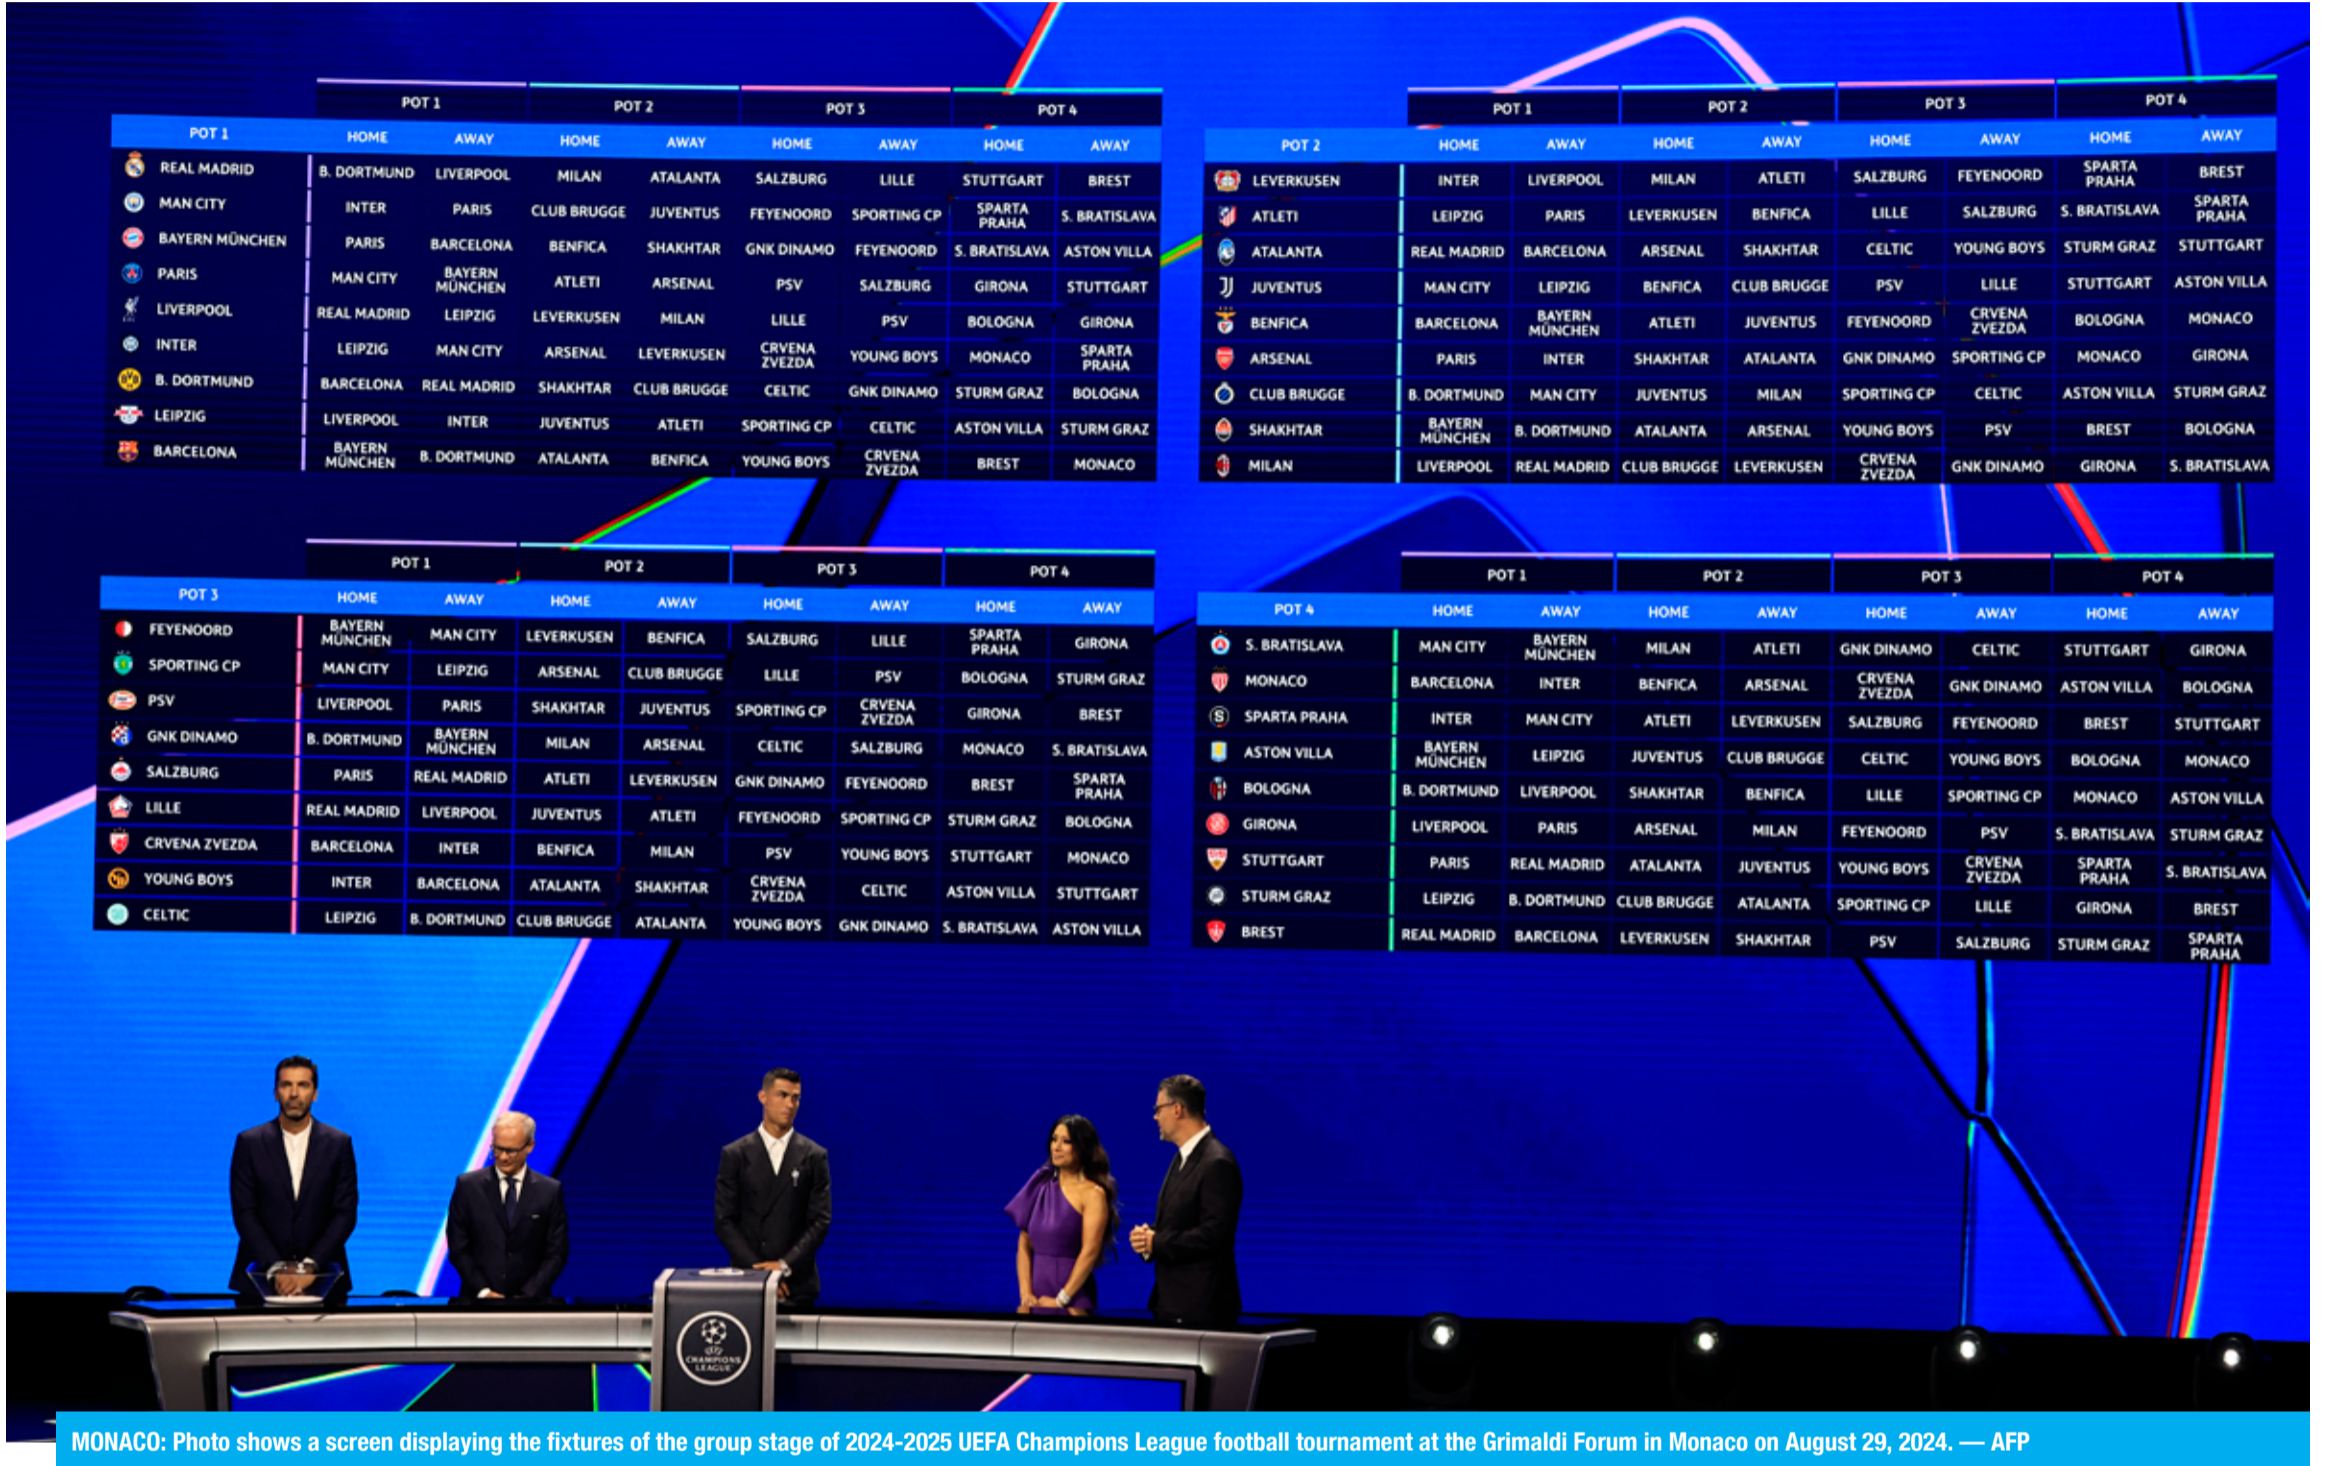 POT 1 POT 2 POT 3 POT 4
POT 1 HOME AWAY HOME AWAY HOME AWAY HOME AWAY
REAL MADRID B. DORTMUND LIVERPOOL MILAN ATALANTA SALZBURG LILLE STUTTGART BREST
MAN CITY INTER PARIS CLUB BRUGGE JUVENTUS FEYENOORD SPORTING CP SPARTA PRAHA S. BRATISLAVA
BAYERN MÜNCHEN PARIS BARCELONA BENFICA SHAKHTAR GNK DINAMO FEYENOORD S. BRATISLAVA ASTON VILLA
PARIS MAN CITY BAYERN MÜNCHEN ATLETI ARSENAL PSV SALZBURG GIRONA STUTTGART
LIVERPOOL REAL MADRID LEIPZIG LEVERKUSEN MILAN LILLE PSV BOLOGNA GIRONA
INTER LEIPZIG MAN CITY ARSENAL LEVERKUSEN CRVENA ZVEZDA YOUNG BOYS MONACO SPARTA PRAHA
B. DORTMUND BARCELONA REAL MADRID SHAKHTAR CLUB BRUGGE CELTIC GNK DINAMO STURM GRAZ BOLOGNA
LEIPZIG LIVERPOOL INTER JUVENTUS ATLETI SPORTING CP CELTIC ASTON VILLA STURM GRAZ
BARCELONA BAYERN MÜNCHEN B. DORTMUND ATALANTA BENFICA YOUNG BOYS CRVENA ZVEZDA BREST MONACO
POT 1 POT 2 POT 3 POT 4
POT 2 HOME AWAY HOME AWAY HOME AWAY HOME AWAY
LEVERKUSEN INTER LIVERPOOL MILAN ATLETI SALZBURG FEYENOORD SPARTA PRAHA BREST
ATLETI LEIPZIG PARIS LEVERKUSEN BENFICA LILLE SALZBURG S. BRATISLAVA SPARTA PRAHA
ATALANTA REAL MADRID BARCELONA ARSENAL SHAKHTAR CELTIC YOUNG BOYS STURM GRAZ STUTTGART
JUVENTUS MAN CITY LEIPZIG BENFICA CLUB BRUGGE PSV LILLE STUTTGART ASTON VILLA
BENFICA BARCELONA BAYERN MÜNCHEN ATLETI JUVENTUS FEYENOORD CRVENA ZVEZDA BOLOGNA MONACO
ARSENAL PARIS INTER SHAKHTAR ATALANTA GNK DINAMO SPORTING CP MONACO GIRONA
CLUB BRUGGE B. DORTMUND MAN CITY JUVENTUS MILAN SPORTING CP CELTIC ASTON VILLA STURM GRAZ
SHAKHTAR BAYERN MÜNCHEN B. DORTMUND ATALANTA ARSENAL YOUNG BOYS PSV BREST BOLOGNA
MILAN LIVERPOOL REAL MADRID CLUB BRUGGE LEVERKUSEN CRVENA ZVEZDA GNK DINAMO GIRONA S. BRATISLAVA
POT 1 POT 2 POT 3 POT 4
POT 3 HOME AWAY HOME AWAY HOME AWAY HOME AWAY
FEYENOORD BAYERN MÜNCHEN MAN CITY LEVERKUSEN BENFICA SALZBURG LILLE SPARTA PRAHA GIRONA
SPORTING CP MAN CITY LEIPZIG ARSENAL CLUB BRUGGE LILLE PSV BOLOGNA STURM GRAZ
PSV LIVERPOOL PARIS SHAKHTAR JUVENTUS SPORTING CP CRVENA ZVEZDA GIRONA BREST
GNK DINAMO B. DORTMUND BAYERN MÜNCHEN MILAN ARSENAL CELTIC SALZBURG MONACO S. BRATISLAVA
SALZBURG PARIS REAL MADRID ATLETI LEVERKUSEN GNK DINAMO FEYENOORD BREST SPARTA PRAHA
LILLE REAL MADRID LIVERPOOL JUVENTUS ATLETI FEYENOORD SPORTING CP STURM GRAZ BOLOGNA
CRVENA ZVEZDA BARCELONA INTER BENFICA MILAN PSV YOUNG BOYS STUTTGART MONACO
YOUNG BOYS INTER BARCELONA ATALANTA SHAKHTAR CRVENA ZVEZDA CELTIC ASTON VILLA STUTTGART
CELTIC LEIPZIG B. DORTMUND CLUB BRUGGE ATALANTA YOUNG BOYS GNK DINAMO S. BRATISLAVA ASTON VILLA
POT 1 POT 2 POT 3 POT 4
POT 4 HOME AWAY HOME AWAY HOME AWAY HOME AWAY
S. BRATISLAVA MAN CITY BAYERN MÜNCHEN MILAN ATLETI GNK DINAMO CELTIC STUTTGART GIRONA
MONACO BARCELONA INTER BENFICA ARSENAL CRVENA ZVEZDA GNK DINAMO ASTON VILLA BOLOGNA
SPARTA PRAHA INTER MAN CITY ATLETI LEVERKUSEN SALZBURG FEYENOORD BREST STUTTGART
ASTON VILLA BAYERN MÜNCHEN LEIPZIG JUVENTUS CLUB BRUGGE CELTIC YOUNG BOYS BOLOGNA MONACO
BOLOGNA B. DORTMUND LIVERPOOL SHAKHTAR BENFICA LILLE SPORTING CP MONACO ASTON VILLA
GIRONA LIVERPOOL PARIS ARSENAL MILAN FEYENOORD PSV S. BRATISLAVA STURM GRAZ
STUTTGART PARIS REAL MADRID ATALANTA JUVENTUS YOUNG BOYS CRVENA ZVEZDA SPARTA PRAHA S. BRATISLAVA
STURM GRAZ LEIPZIG B. DORTMUND CLUB BRUGGE ATALANTA SPORTING CP LILLE GIRONA BREST
BREST REAL MADRID BARCELONA LEVERKUSEN SHAKHTAR PSV SALZBURG STURM GRAZ SPARTA PRAHA
UEFA
CHAMPIONS
LEAGUE
MONACO: Photo shows a screen displaying the fixtures of the group stage of 2024-2025 UEFA Champions League football tournament at the Grimaldi Forum in Monaco on August 29, 2024. — AFP